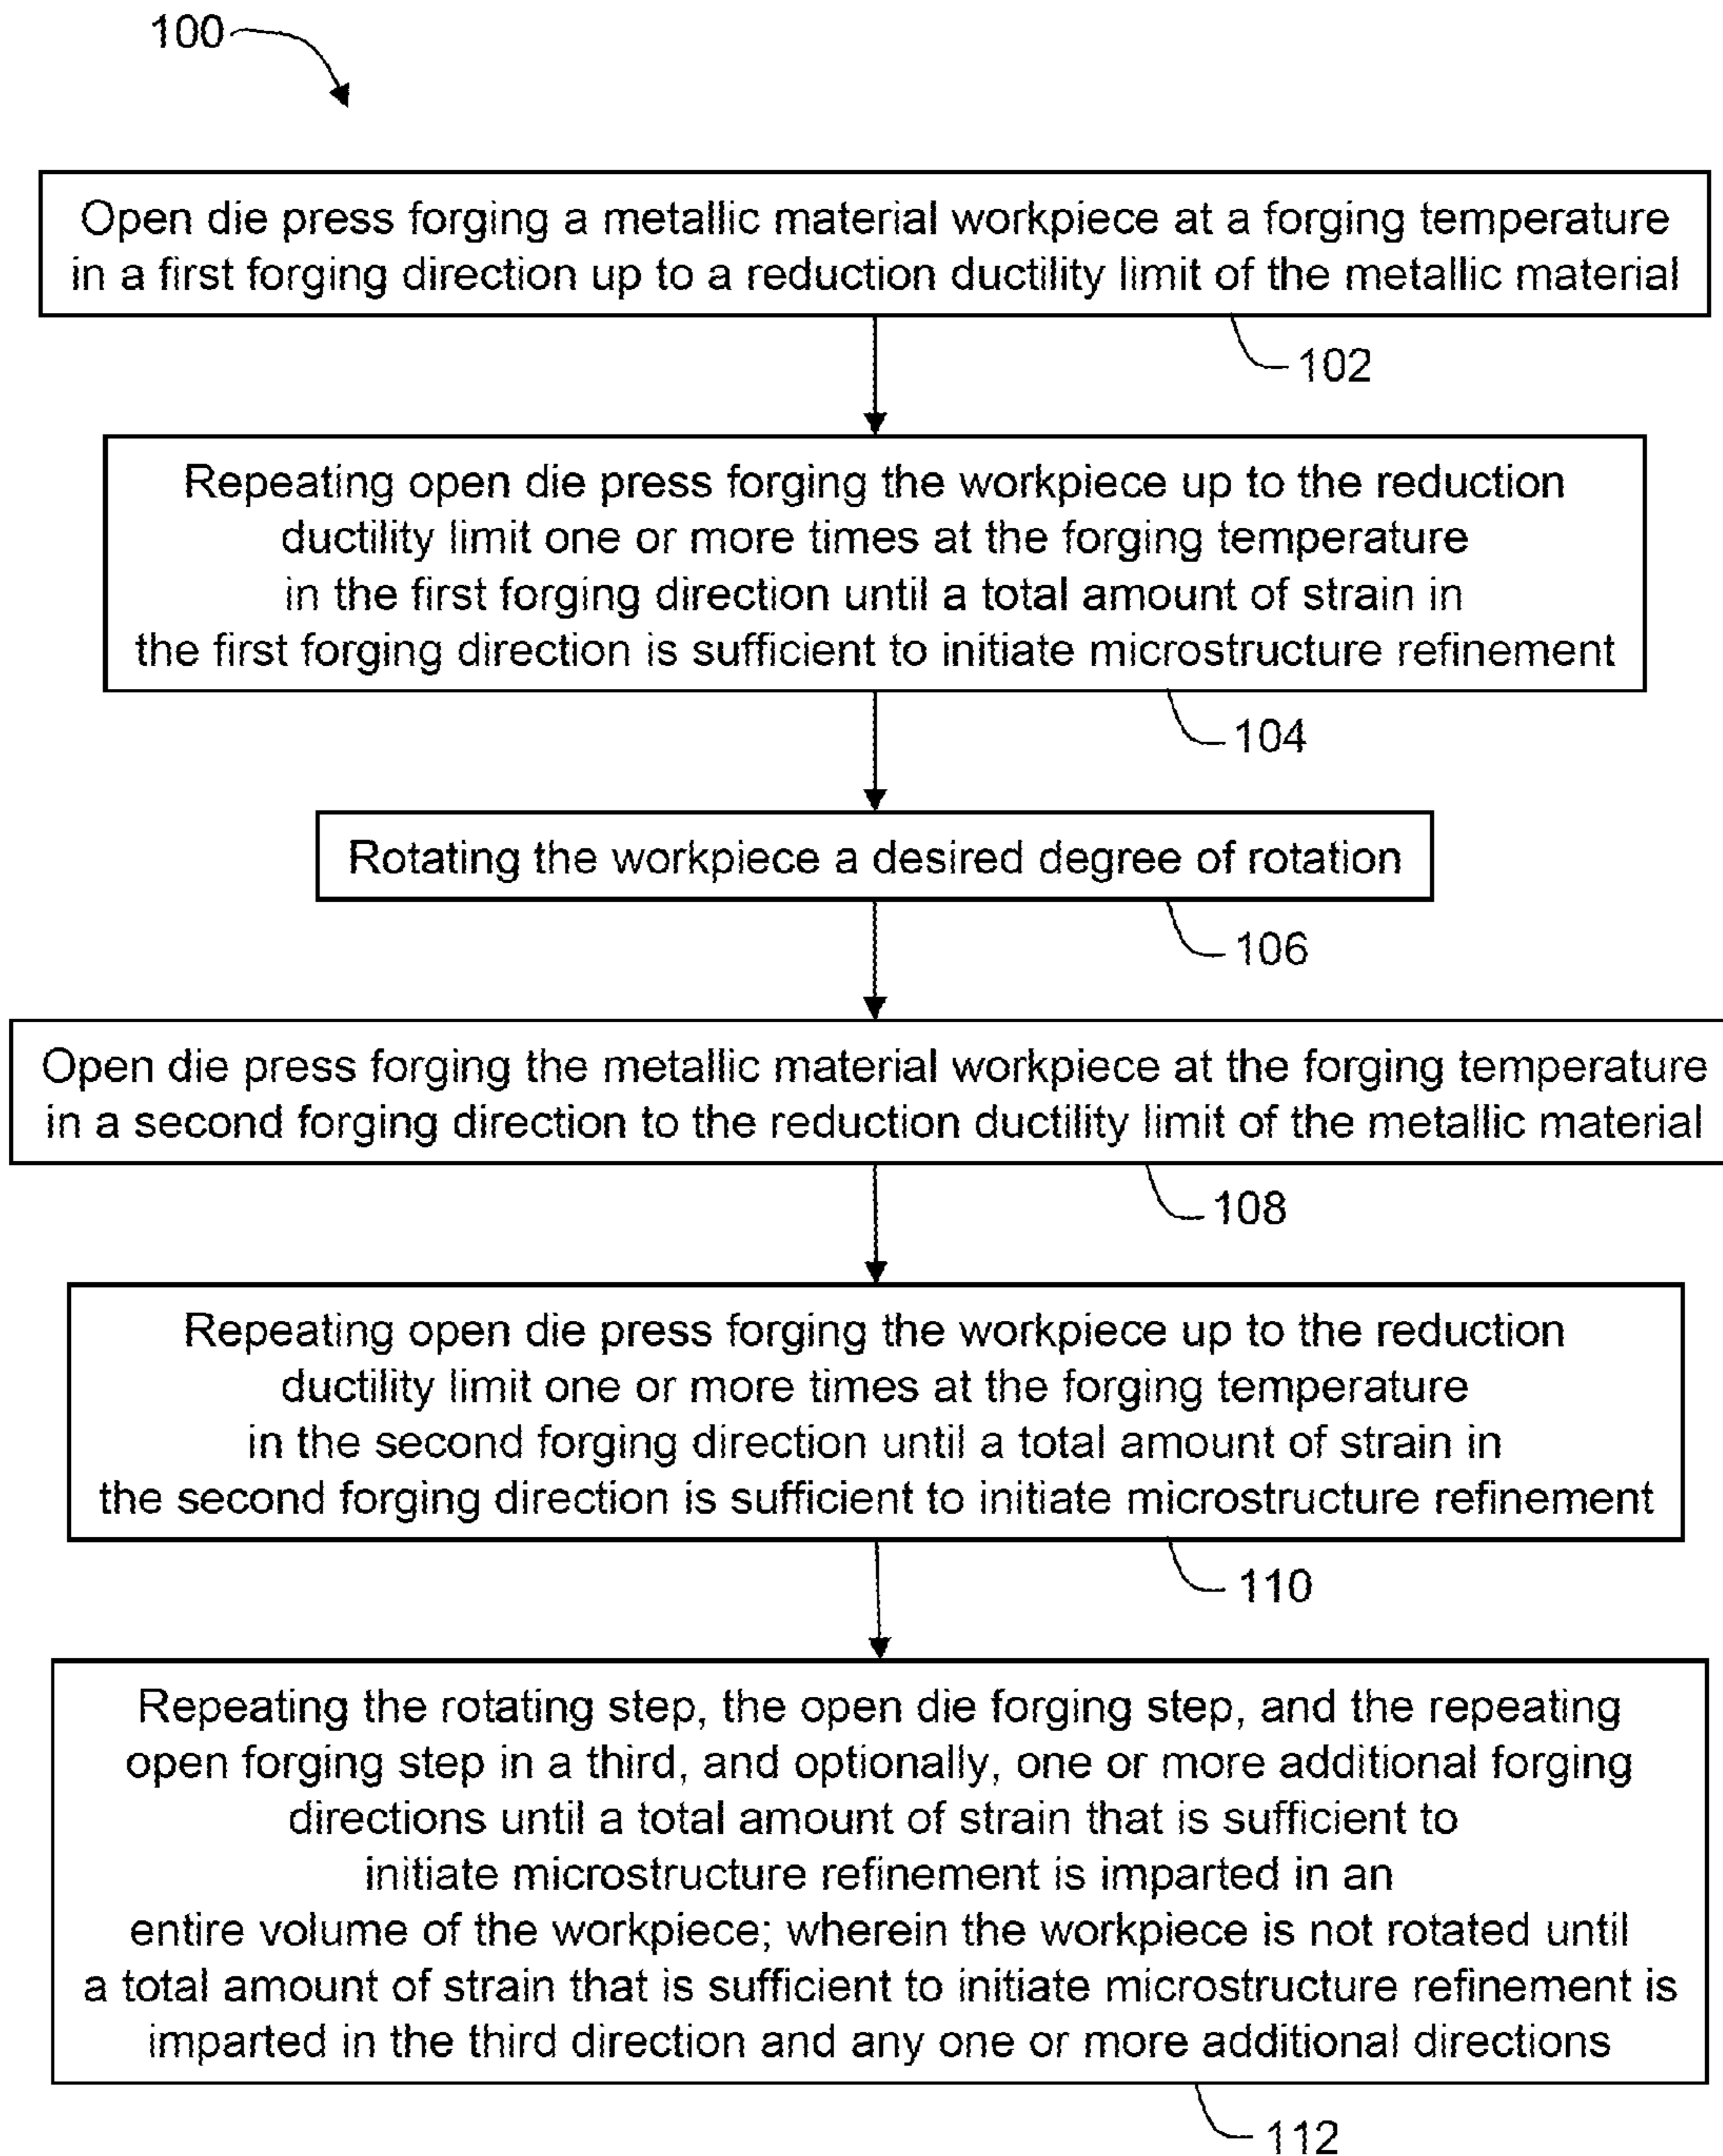 100
Open die press forging a metallic material workpiece at a forging temperature
in a first forging direction up to a reduction ductility limit of the metallic material
102
Repeating open die press forging the workpiece up to the reduction
ductility limit one or more times at the forging temperature
in the first forging direction until a total amount of strain in
the first forging direction is sufficient to initiate microstructure refinement
104
Rotating the workpiece a desired degree of rotation
106
Open die press forging the metallic material workpiece at the forging temperature
in a second forging direction to the reduction ductility limit of the metallic material
108
Repeating open die press forging the workpiece up to the reduction
ductility limit one or more times at the forging temperature
in the second forging direction until a total amount of strain in
the second forging direction is sufficient to initiate microstructure refinement
110
Repeating the rotating step, the open die forging step, and the repeating
open forging step in a third, and optionally, one or more additional forging
directions until a total amount of strain that is sufficient to
initiate microstructure refinement is imparted in an
entire volume of the workpiece; wherein the workpiece is not rotated until
a total amount of strain that is sufficient to initiate microstructure refinement is
imparted in the third direction and any one or more additional directions
112